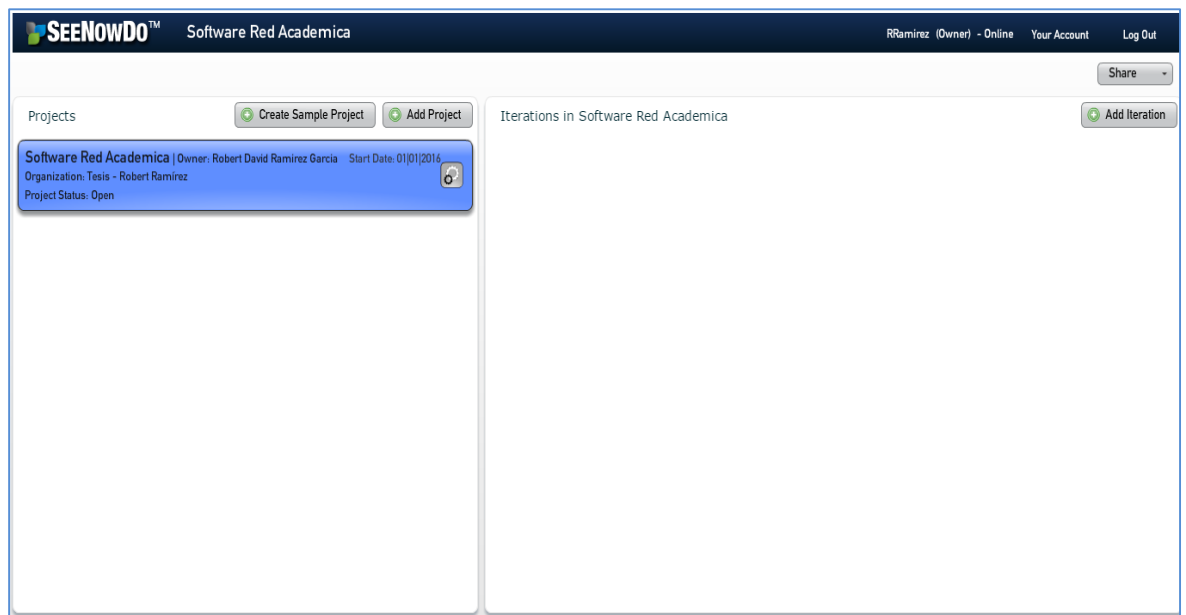 SEENOWDO™ Software Red Academica RRamirez (Owner) - Online Your Account Log Out
Share
Projects Create Sample Project Add Project
Software Red Academica | Owner: Robert David Ramirez Garcia Start Date: 01|01|2016
Organization: Tesis - Robert Ramírez
Project Status: Open
Iterations in Software Red Academica Add Iteration